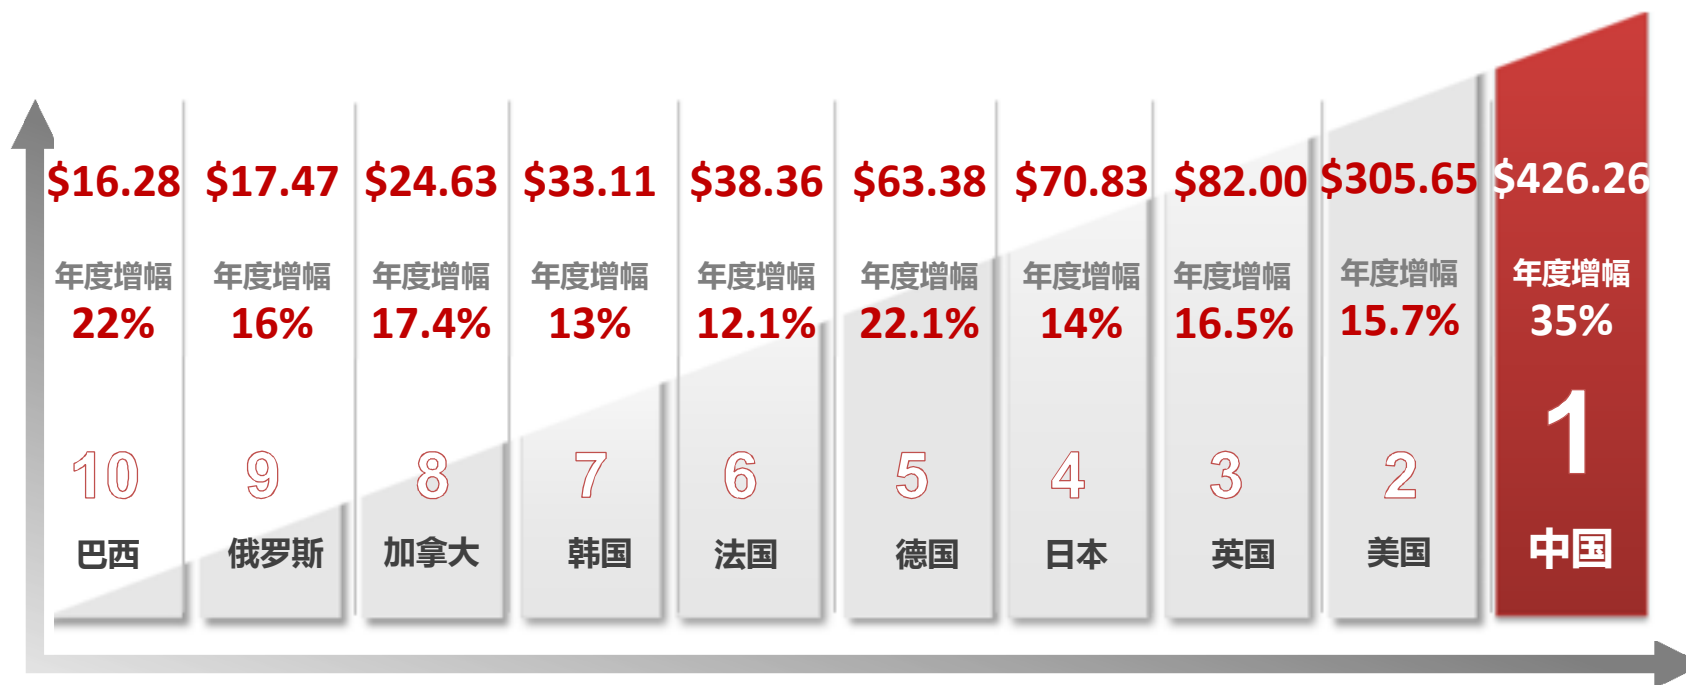 $16.28 $17.47 $24.63 $33.11 $38.36 $63.38 $70.83 $82.00 $305.65 $426.26
年度增幅 年度增幅 年度增幅 年度增幅 年度增幅 年度增幅 年度增幅 年度增幅 年度增幅 年度增幅
22% 16% 17.4% 13% 12.1% 22.1% 14% 16.5% 15.7% 35%
10 9 8 7 6 5 4 3 2 1
巴西 俄罗斯 加拿大 韩国 法国 德国 日本 英国 美国 中国